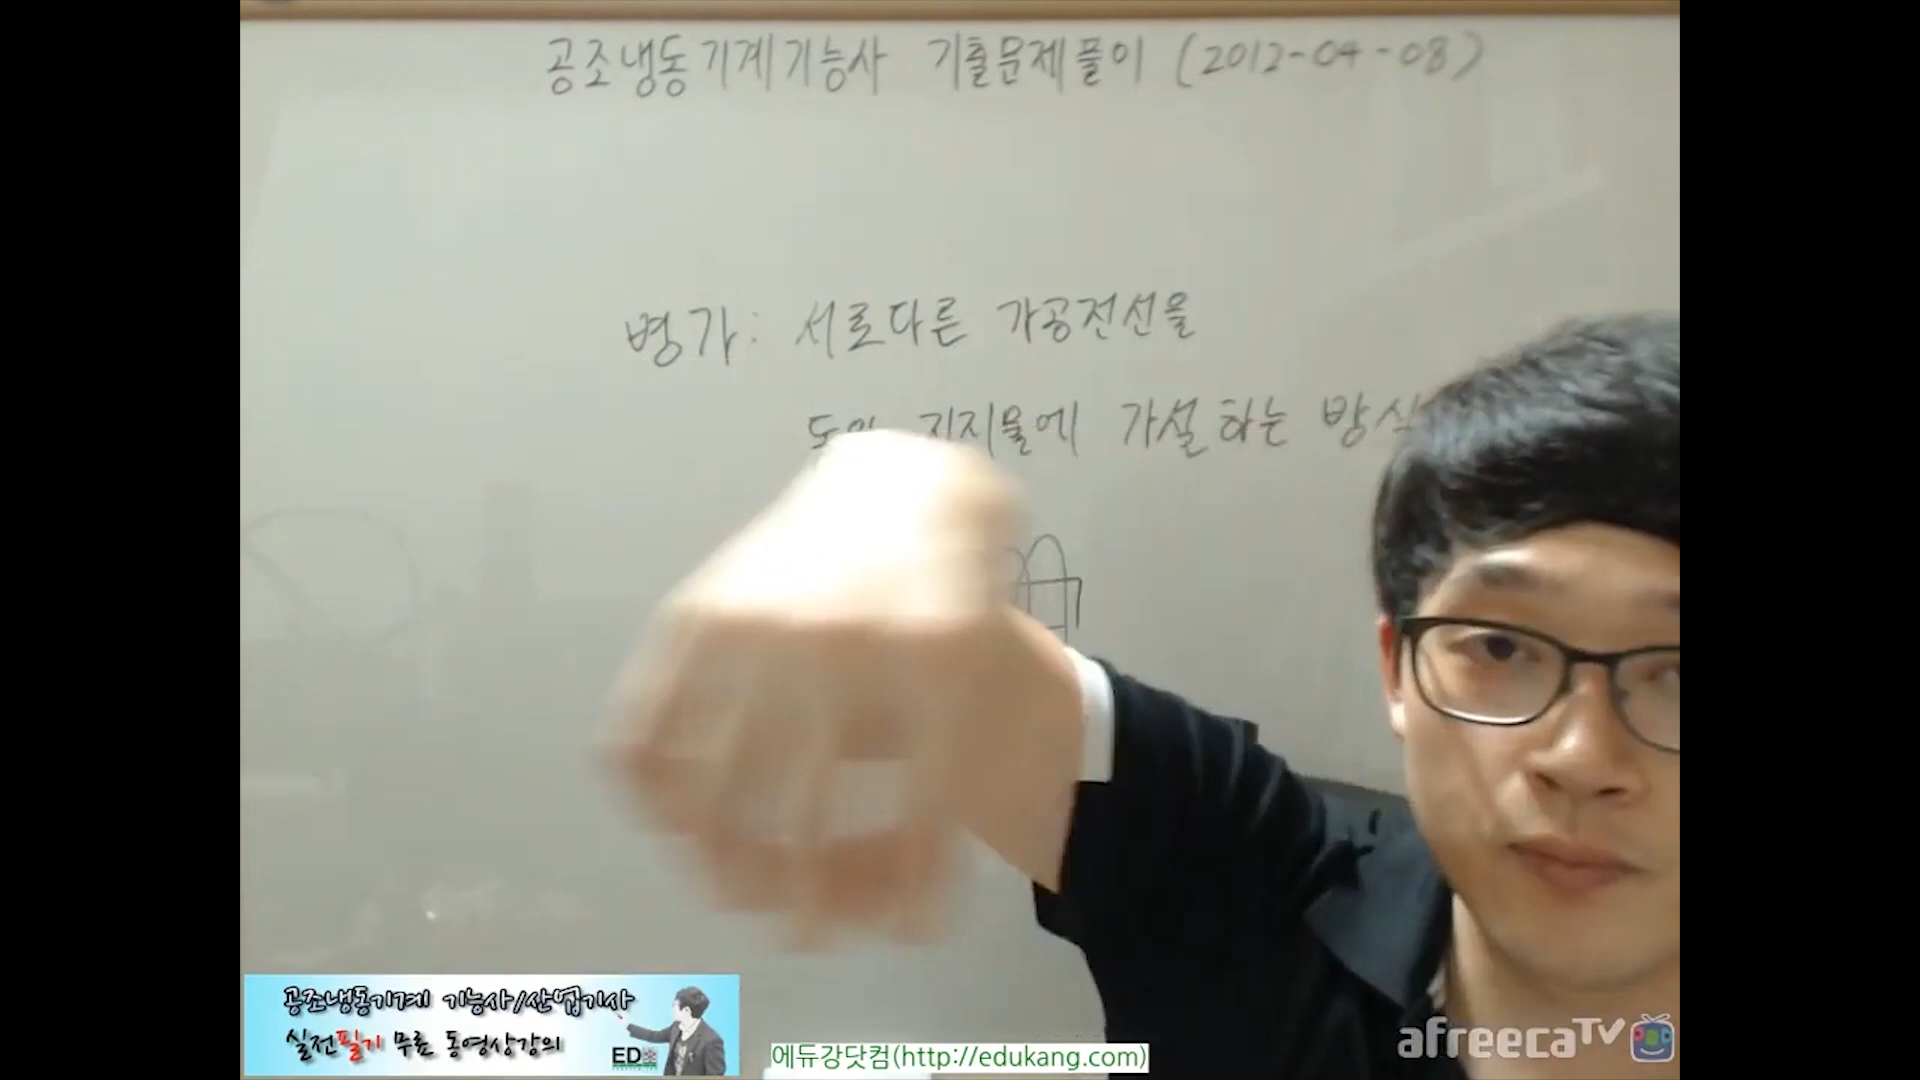 공조냉동기계기능사 기출문제풀이 (2012-04-08)
병가: 서로다른 가공전선을
지지물에 가설하는 방식
공조냉동기계 기능사/산업기사
실전필기 무료 동영상강의
에듀강닷컴(http://edukang.com)
afreecaTV